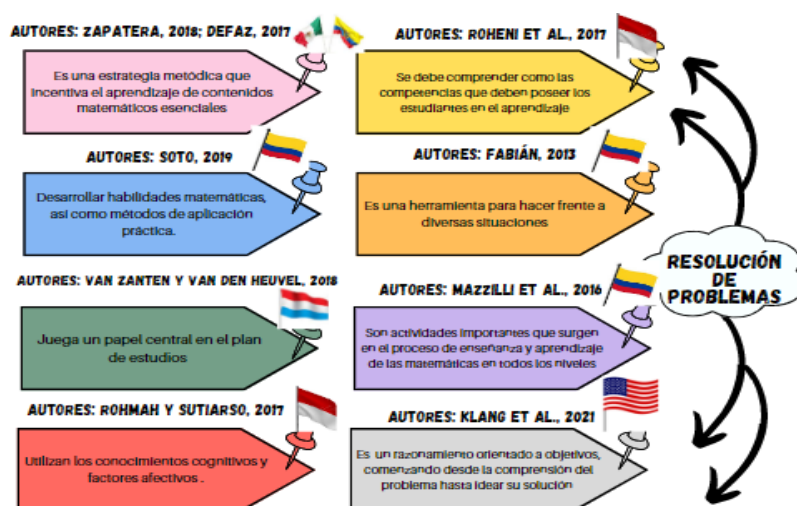 AUTORES: ZAPATERA, 2018; DEFAZ, 2017
Es una estrategia metódica que
incentiva el aprendizaje de contenidos
matemáticos esenciales
AUTORES: ROHENI ET AL., 2017
Se debe comprender como las
competencias que deben poseer los
estudiantes en el aprendizaje
AUTORES: SOTO, 2019
Desarrollar habilidades matemáticas,
así como métodos de aplicación
práctica.
AUTORES: FABIÁN, 2013
Es una herramienta para hacer frente a
diversas situaciones
AUTORES: VAN ZANTEN Y VAN DEN HEUVEL, 2018
Juega un papel central en el plan
de estudios
AUTORES: MAZZILLI ET AL., 2016
Son actividades importantes que surgen
en el proceso de enseñanza y aprendizaje
de las matemáticas en todos los niveles
AUTORES: ROHMAH Y SUTIARSO, 2017
Utilizan los conocimientos cognitivos y
factores afectivos .
AUTORES: KLANG ET AL., 2021
Es un razonamiento orientado a objetivos,
comenzando desde la comprensión del
problema hasta idear su solución
RESOLUCIÓN
DE
PROBLEMAS